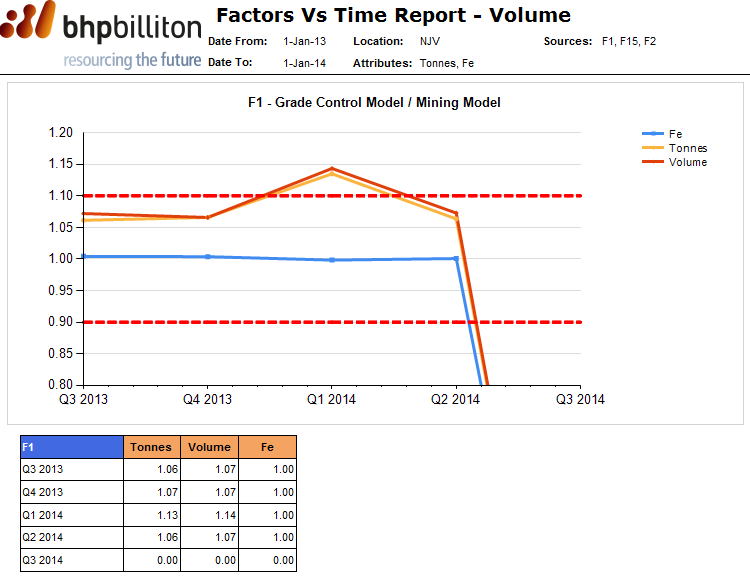 Factors Vs Time Report - Volume
bhpbilliton
resourcing the future
Date From: 1-Jan-13 Location: NJV Sources: F1, F15, F2
Date To: 1-Jan-14 Attributes: Tonnes, Fe
F1 - Grade Control Model / Mining Model
Fe
Tonnes
Volume
1.20
1.15
1.10
1.05
1.00
0.95
0.90
0.85
0.80
Q3 2013 Q4 2013 Q1 2014 Q2 2014 Q3 2014
F1 Tonnes Volume Fe
Q3 2013 1.06 1.07 1.00
Q4 2013 1.07 1.07 1.00
Q1 2014 1.13 1.14 1.00
Q2 2014 1.06 1.07 1.00
Q3 2014 0.00 0.00 0.00